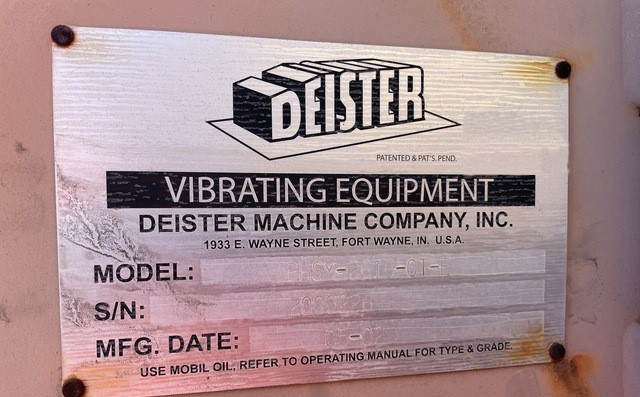 DEISTER
PATENTED & PAT'S. PEND.
VIBRATING EQUIPMENT
DEISTER MACHINE COMPANY, INC.
1933 E. WAYNE STREET, FORT WAYNE, IN. U.S.A.
MODEL:
S/N:
MFG. DATE:
USE MOBIL OIL, REFER TO OPERATING MANUAL FOR TYPE & GRADE.